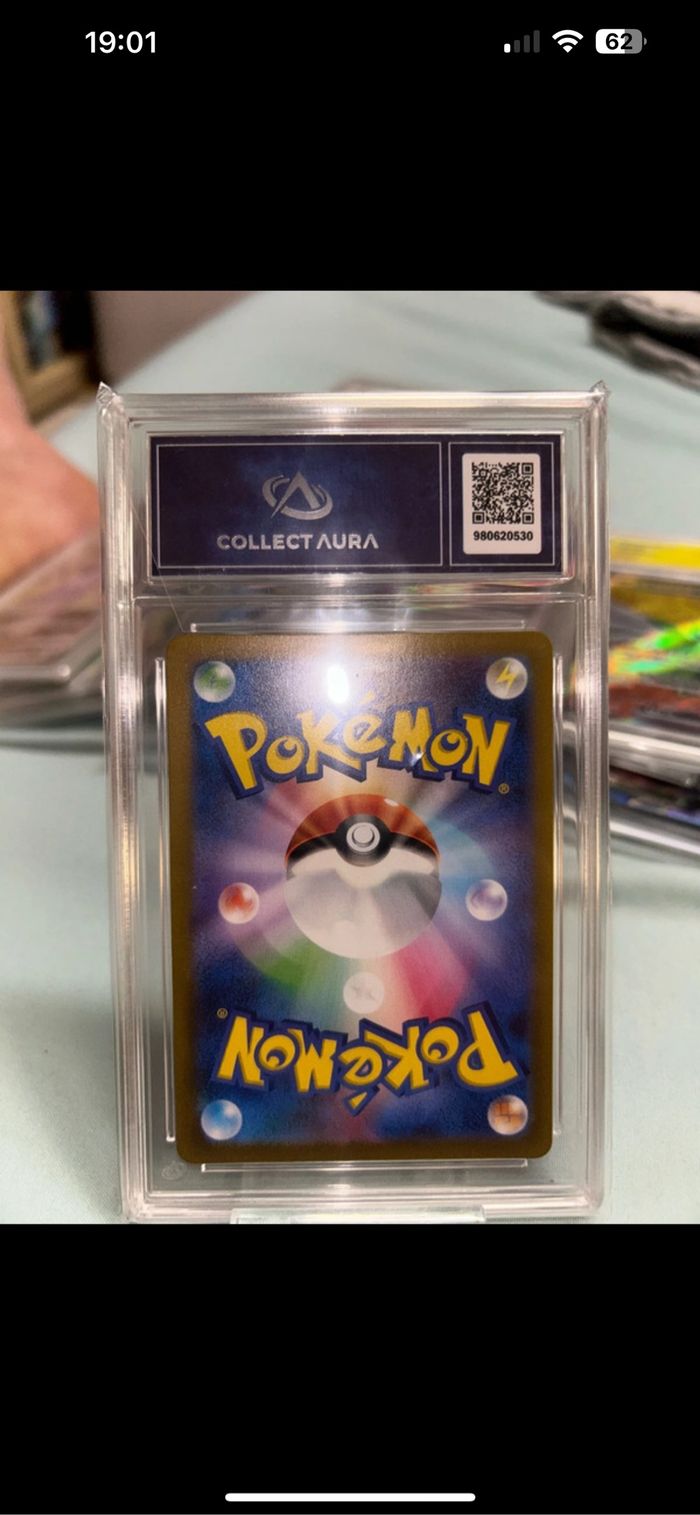 19:01
62
COLLECT AURA
980620530
POKéMON
®
®
POKéMON